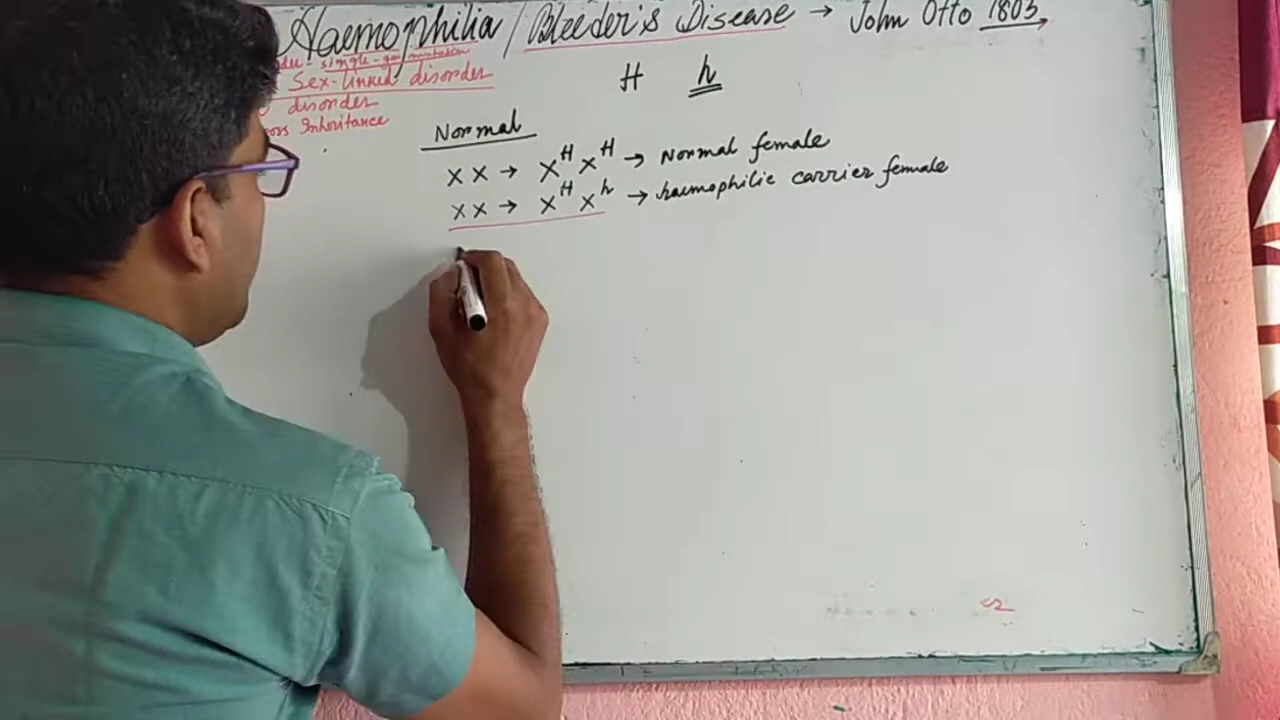 Haemophilia / Bleeder's Disease → John Otto 1803
single-gene mutation
Sex-linked disorder
disorder
Inheritance
H h
Normal
XX → X^H X^H → Normal female
XX → X^H X^h → haemophilic carrier female